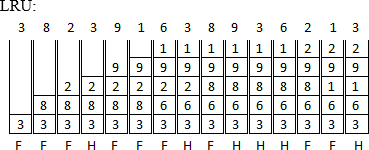 LRU:
3 8 2 3 9 1 6 3 8 9 3 6 2 1 3
1 1 1 1 1 1 2 2 2
9 9 9 9 9 9 9 9 9 9 9
2 2 2 2 2 2 8 8 8 8 8 1 1
8 8 8 8 8 6 6 6 6 6 6 6 6 6
3 3 3 3 3 3 3 3 3 3 3 3 3 3 3
F F F H F F F H F H H H F F H